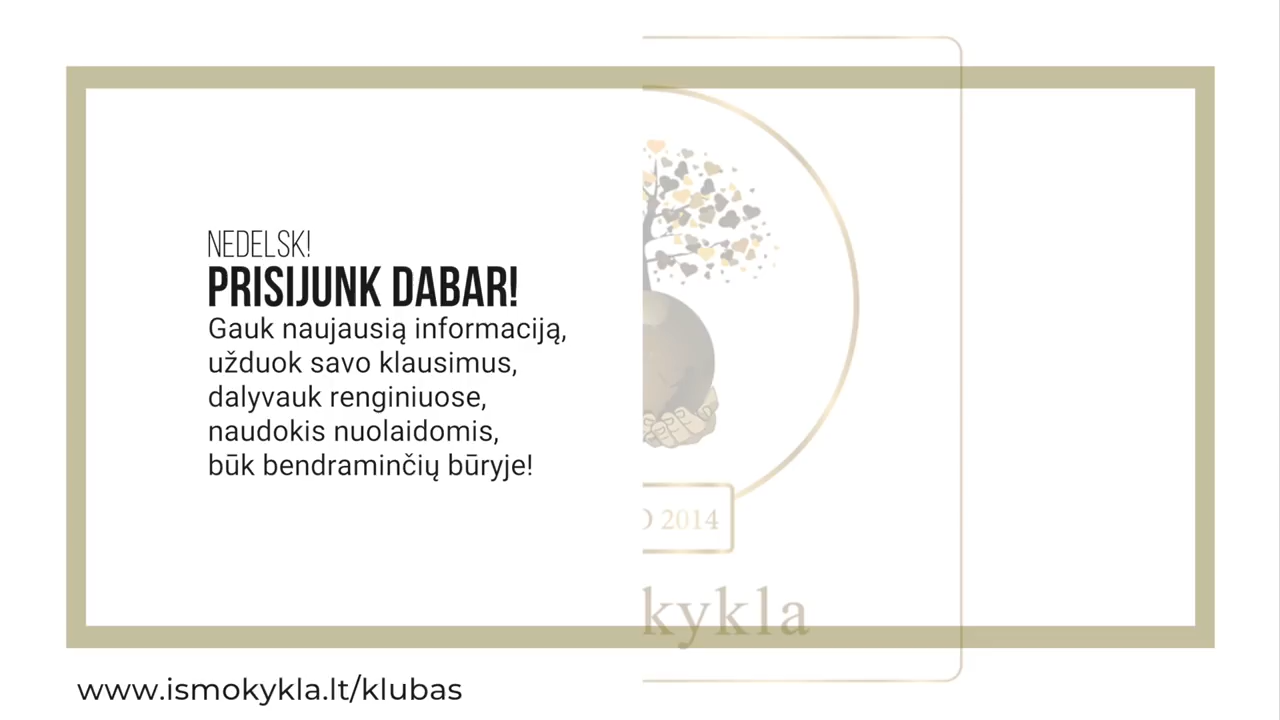 NEDELSK!
PRISIJUNK DABAR!
Gauk naujausią informaciją,
užduok savo klausimus,
dalyvauk renginiuose,
naudokis nuolaidomis,
būk bendraminčių būryje!
2014
kykla
www.ismokykla.lt/klubas